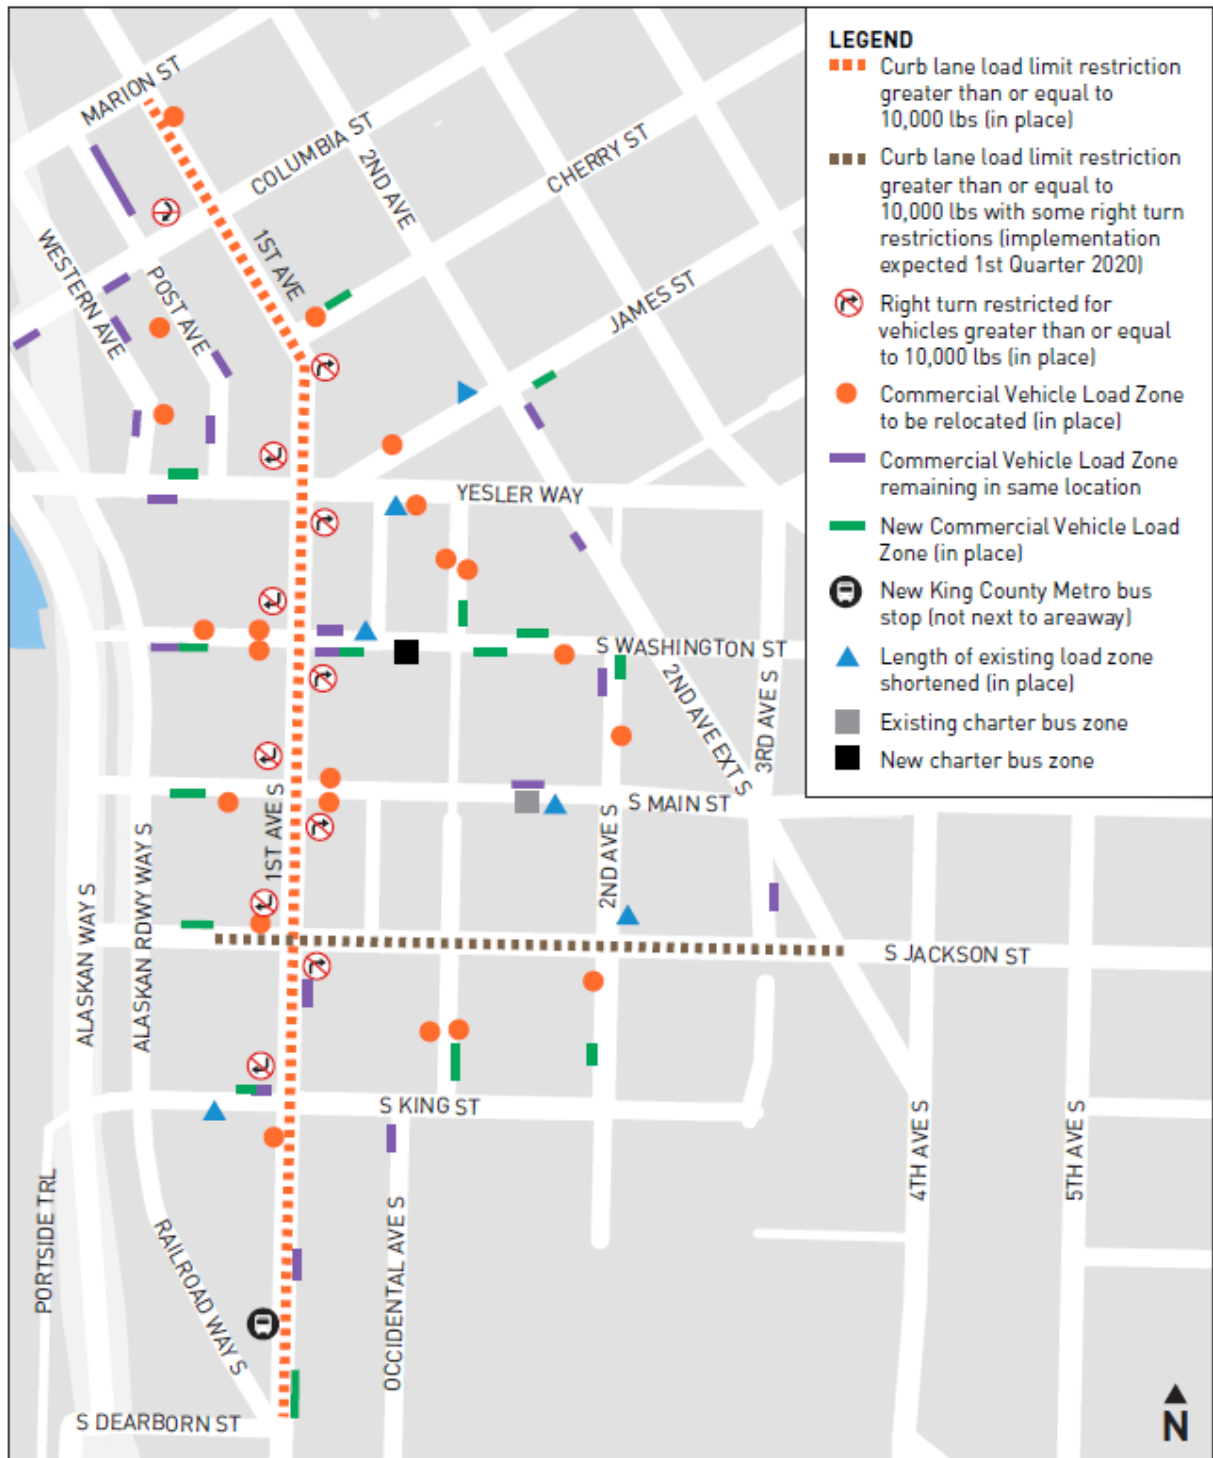 LEGEND
Curb lane load limit restriction
greater than or equal to
10,000 lbs (in place)
Curb lane load limit restriction
greater than or equal to
10,000 lbs with some right turn
restrictions (implementation
expected 1st Quarter 2020)
Right turn restricted for
vehicles greater than or equal
to 10,000 lbs (in place)
Commercial Vehicle Load Zone
to be relocated (in place)
Commercial Vehicle Load Zone
remaining in same location
New Commercial Vehicle Load
Zone (in place)
New King County Metro bus
stop (not next to areaway)
Length of existing load zone
shortened (in place)
Existing charter bus zone
New charter bus zone
MARION ST
COLUMBIA ST
2ND AVE
CHERRY ST
1ST AVE
WESTERN AVE
POST AVE
JAMES ST
YESLER WAY
S WASHINGTON ST
2ND AVE EXT S
3RD AVE S
S MAIN ST
1ST AVE S
2ND AVE S
ALASKAN WAY S
ALASKAN RDWY WAY S
S JACKSON ST
S KING ST
4TH AVE S
5TH AVE S
PORTSIDE TRL
RAILROAD WAY S
OCCIDENTAL AVE S
S DEARBORN ST
N